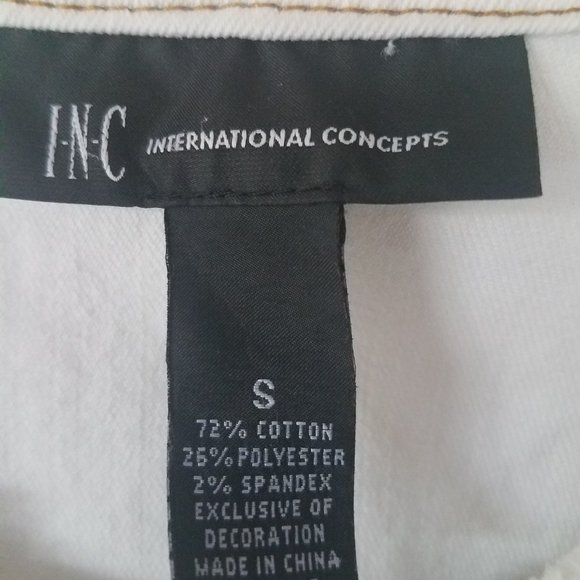 I-N-C INTERNATIONAL CONCEPTS
S
72% COTTON
26% POLYESTER
2% SPANDEX
EXCLUSIVE OF
DECORATION
MADE IN CHINA